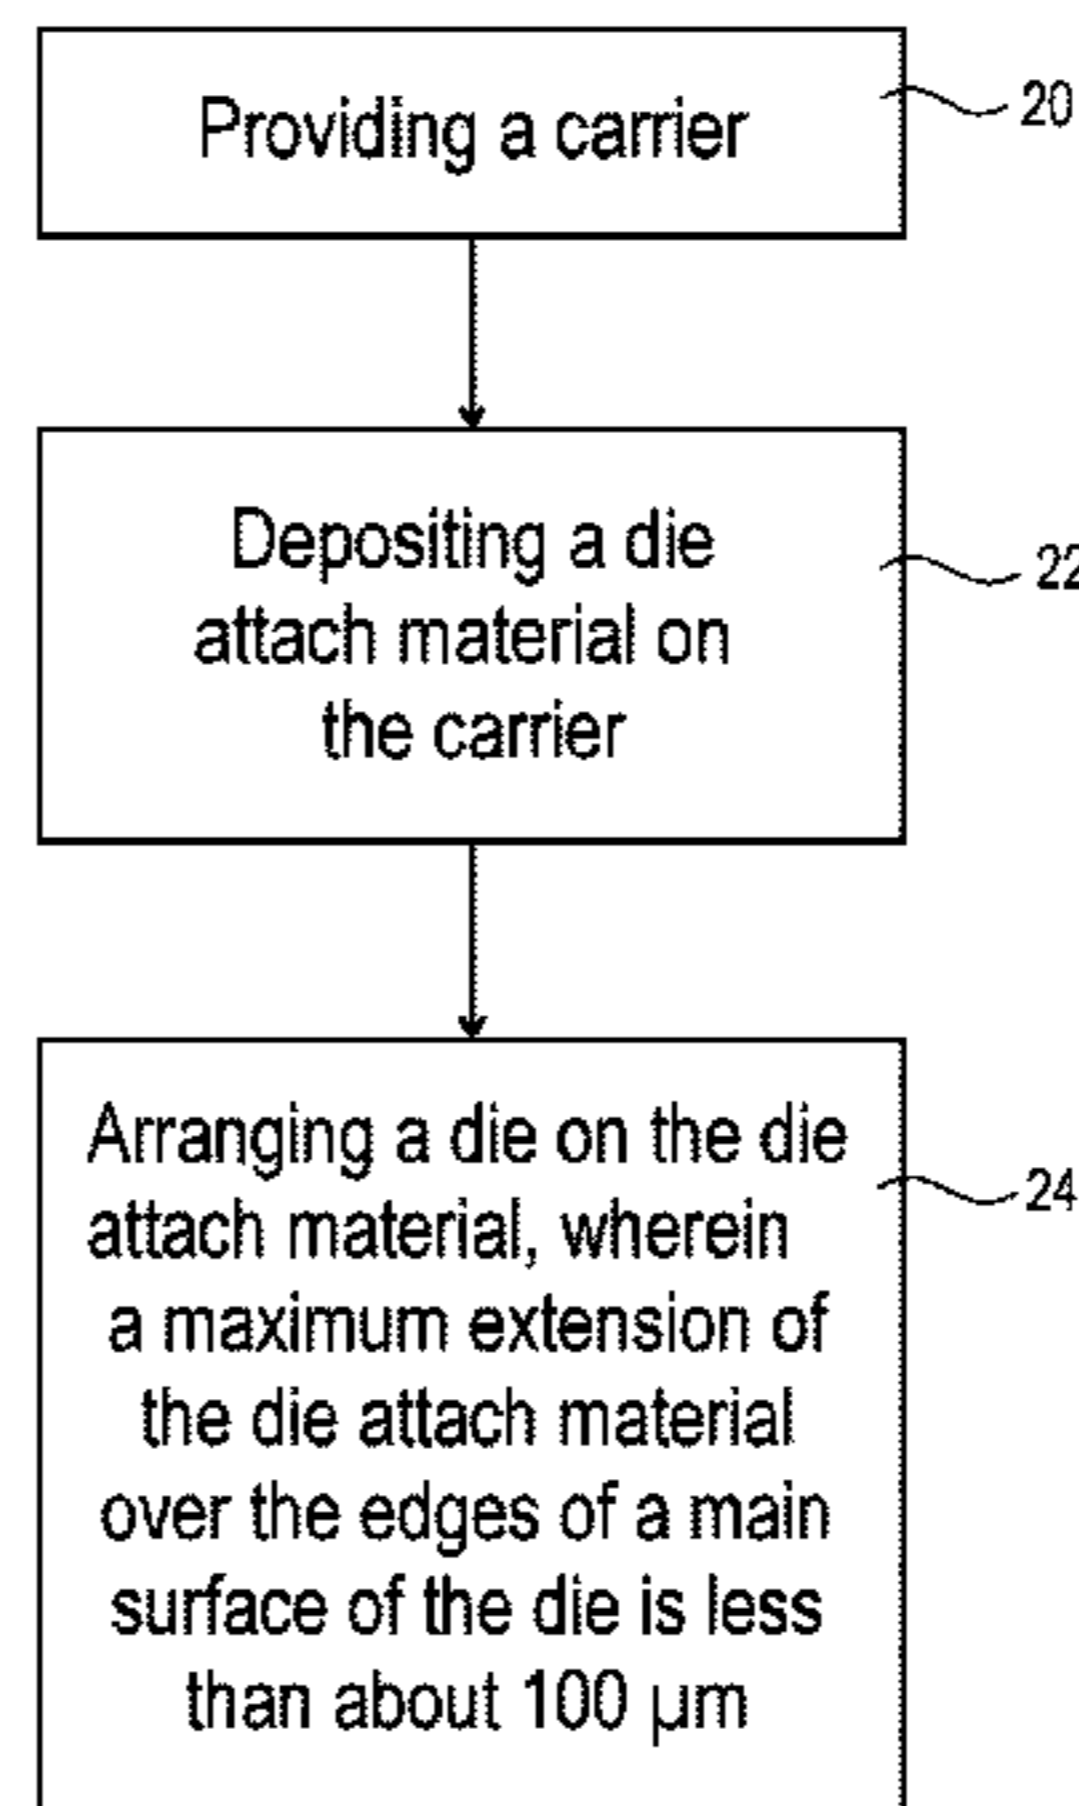 Providing a carrier
20
Depositing a die
attach material on
the carrier
22
Arranging a die on the die
attach material, wherein
a maximum extension of
the die attach material
over the edges of a main
surface of the die is less
than about 100 µm
24